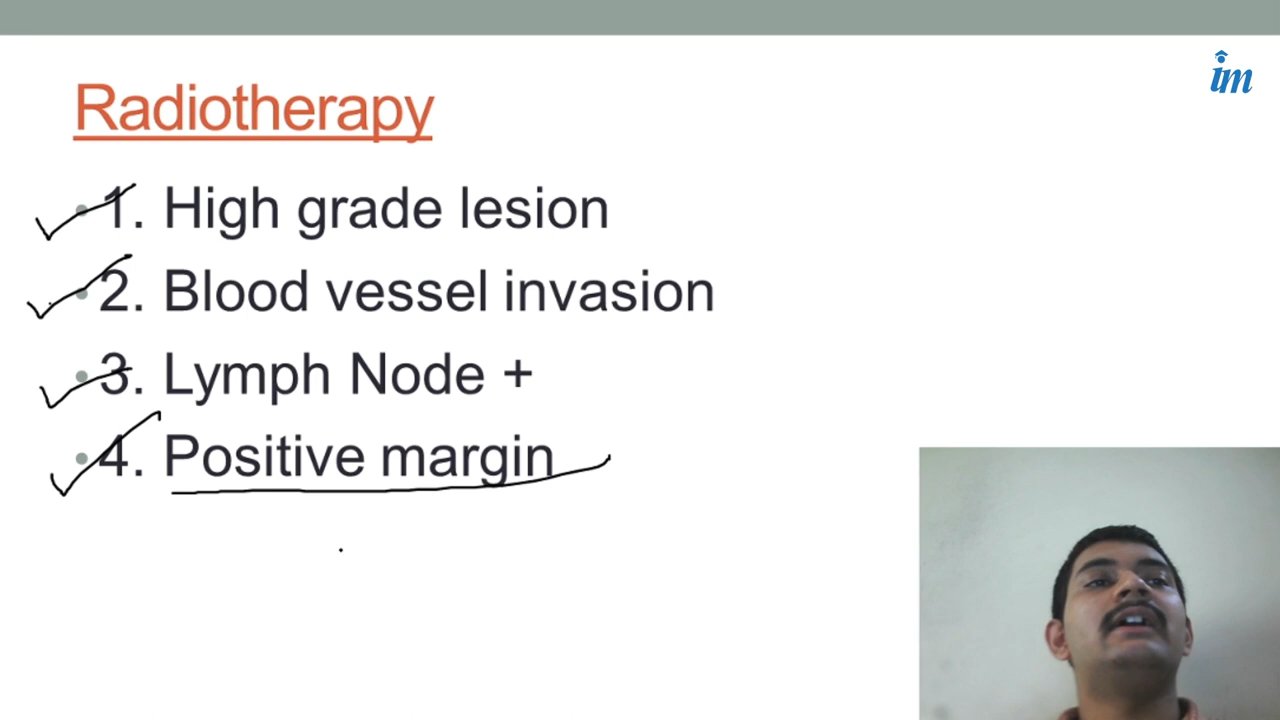 im
Radiotherapy
• 1. High grade lesion
• 2. Blood vessel invasion
• 3. Lymph Node +
• 4. Positive margin